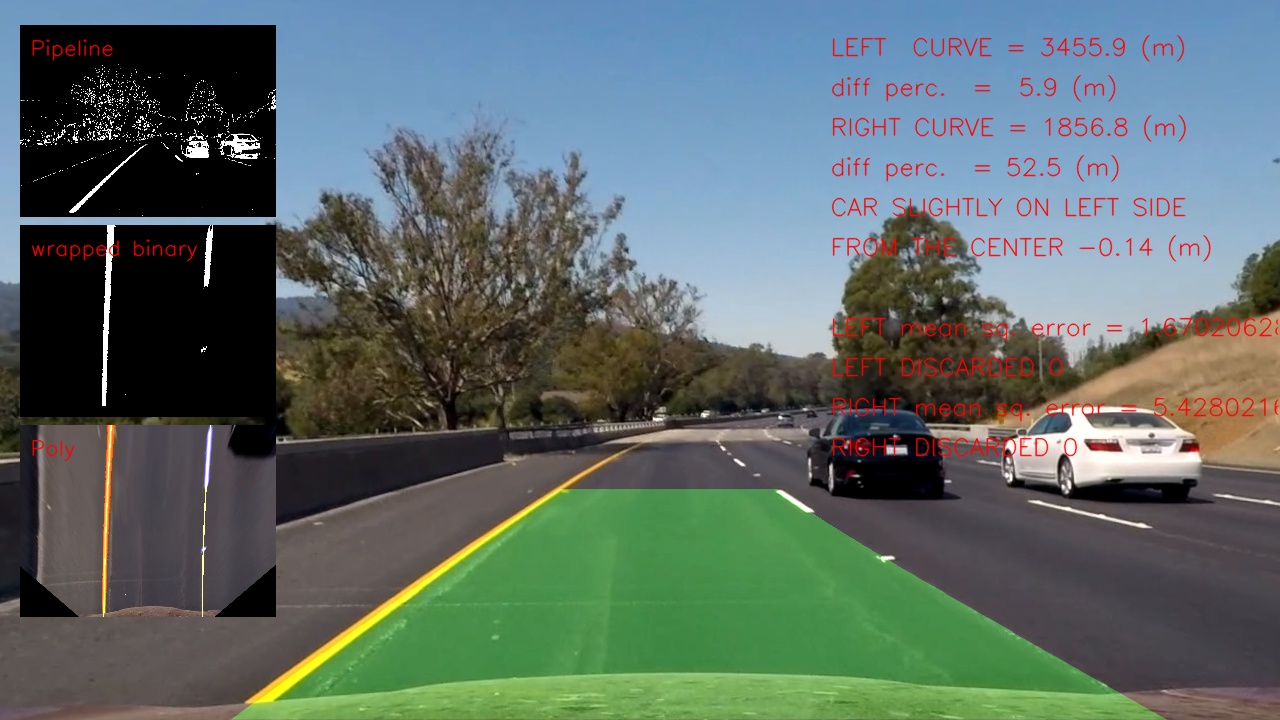 Pipeline
wrapped binary
Poly
LEFT CURVE = 3455.9 (m)
diff perc. = 5.9 (m)
RIGHT CURVE = 1856.8 (m)
diff perc. = 52.5 (m)
CAR SLIGHTLY ON LEFT SIDE
FROM THE CENTER -0.14 (m)
LEFT mean sq. error = 1.6702062
LEFT DISCARDED 0
RIGHT mean sq. error = 5.428021
RIGHT DISCARDED 0